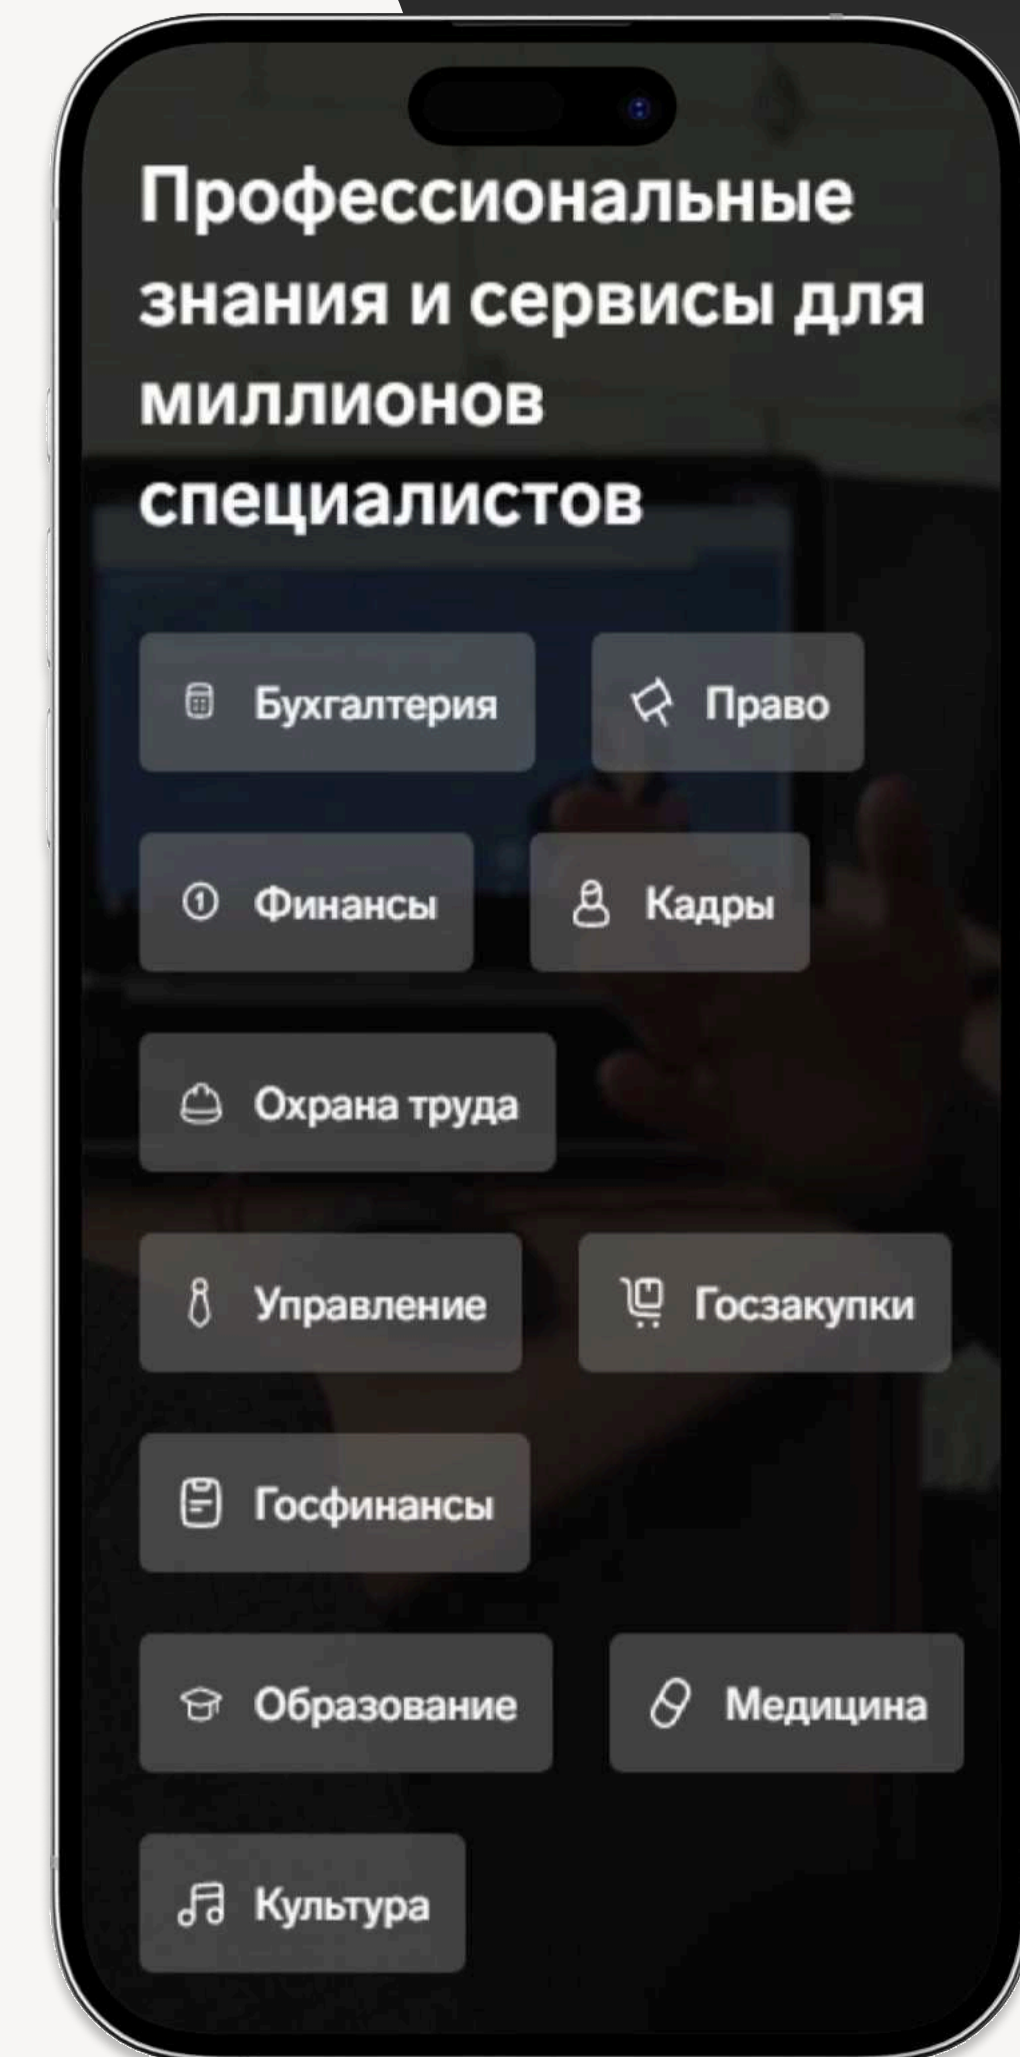 Профессиональные
знания и сервисы для
миллионов
специалистов
Бухгалтерия
Право
Финансы
Кадры
Охрана труда
Управление
Госзакупки
Госфинансы
Образование
Медицина
Культура